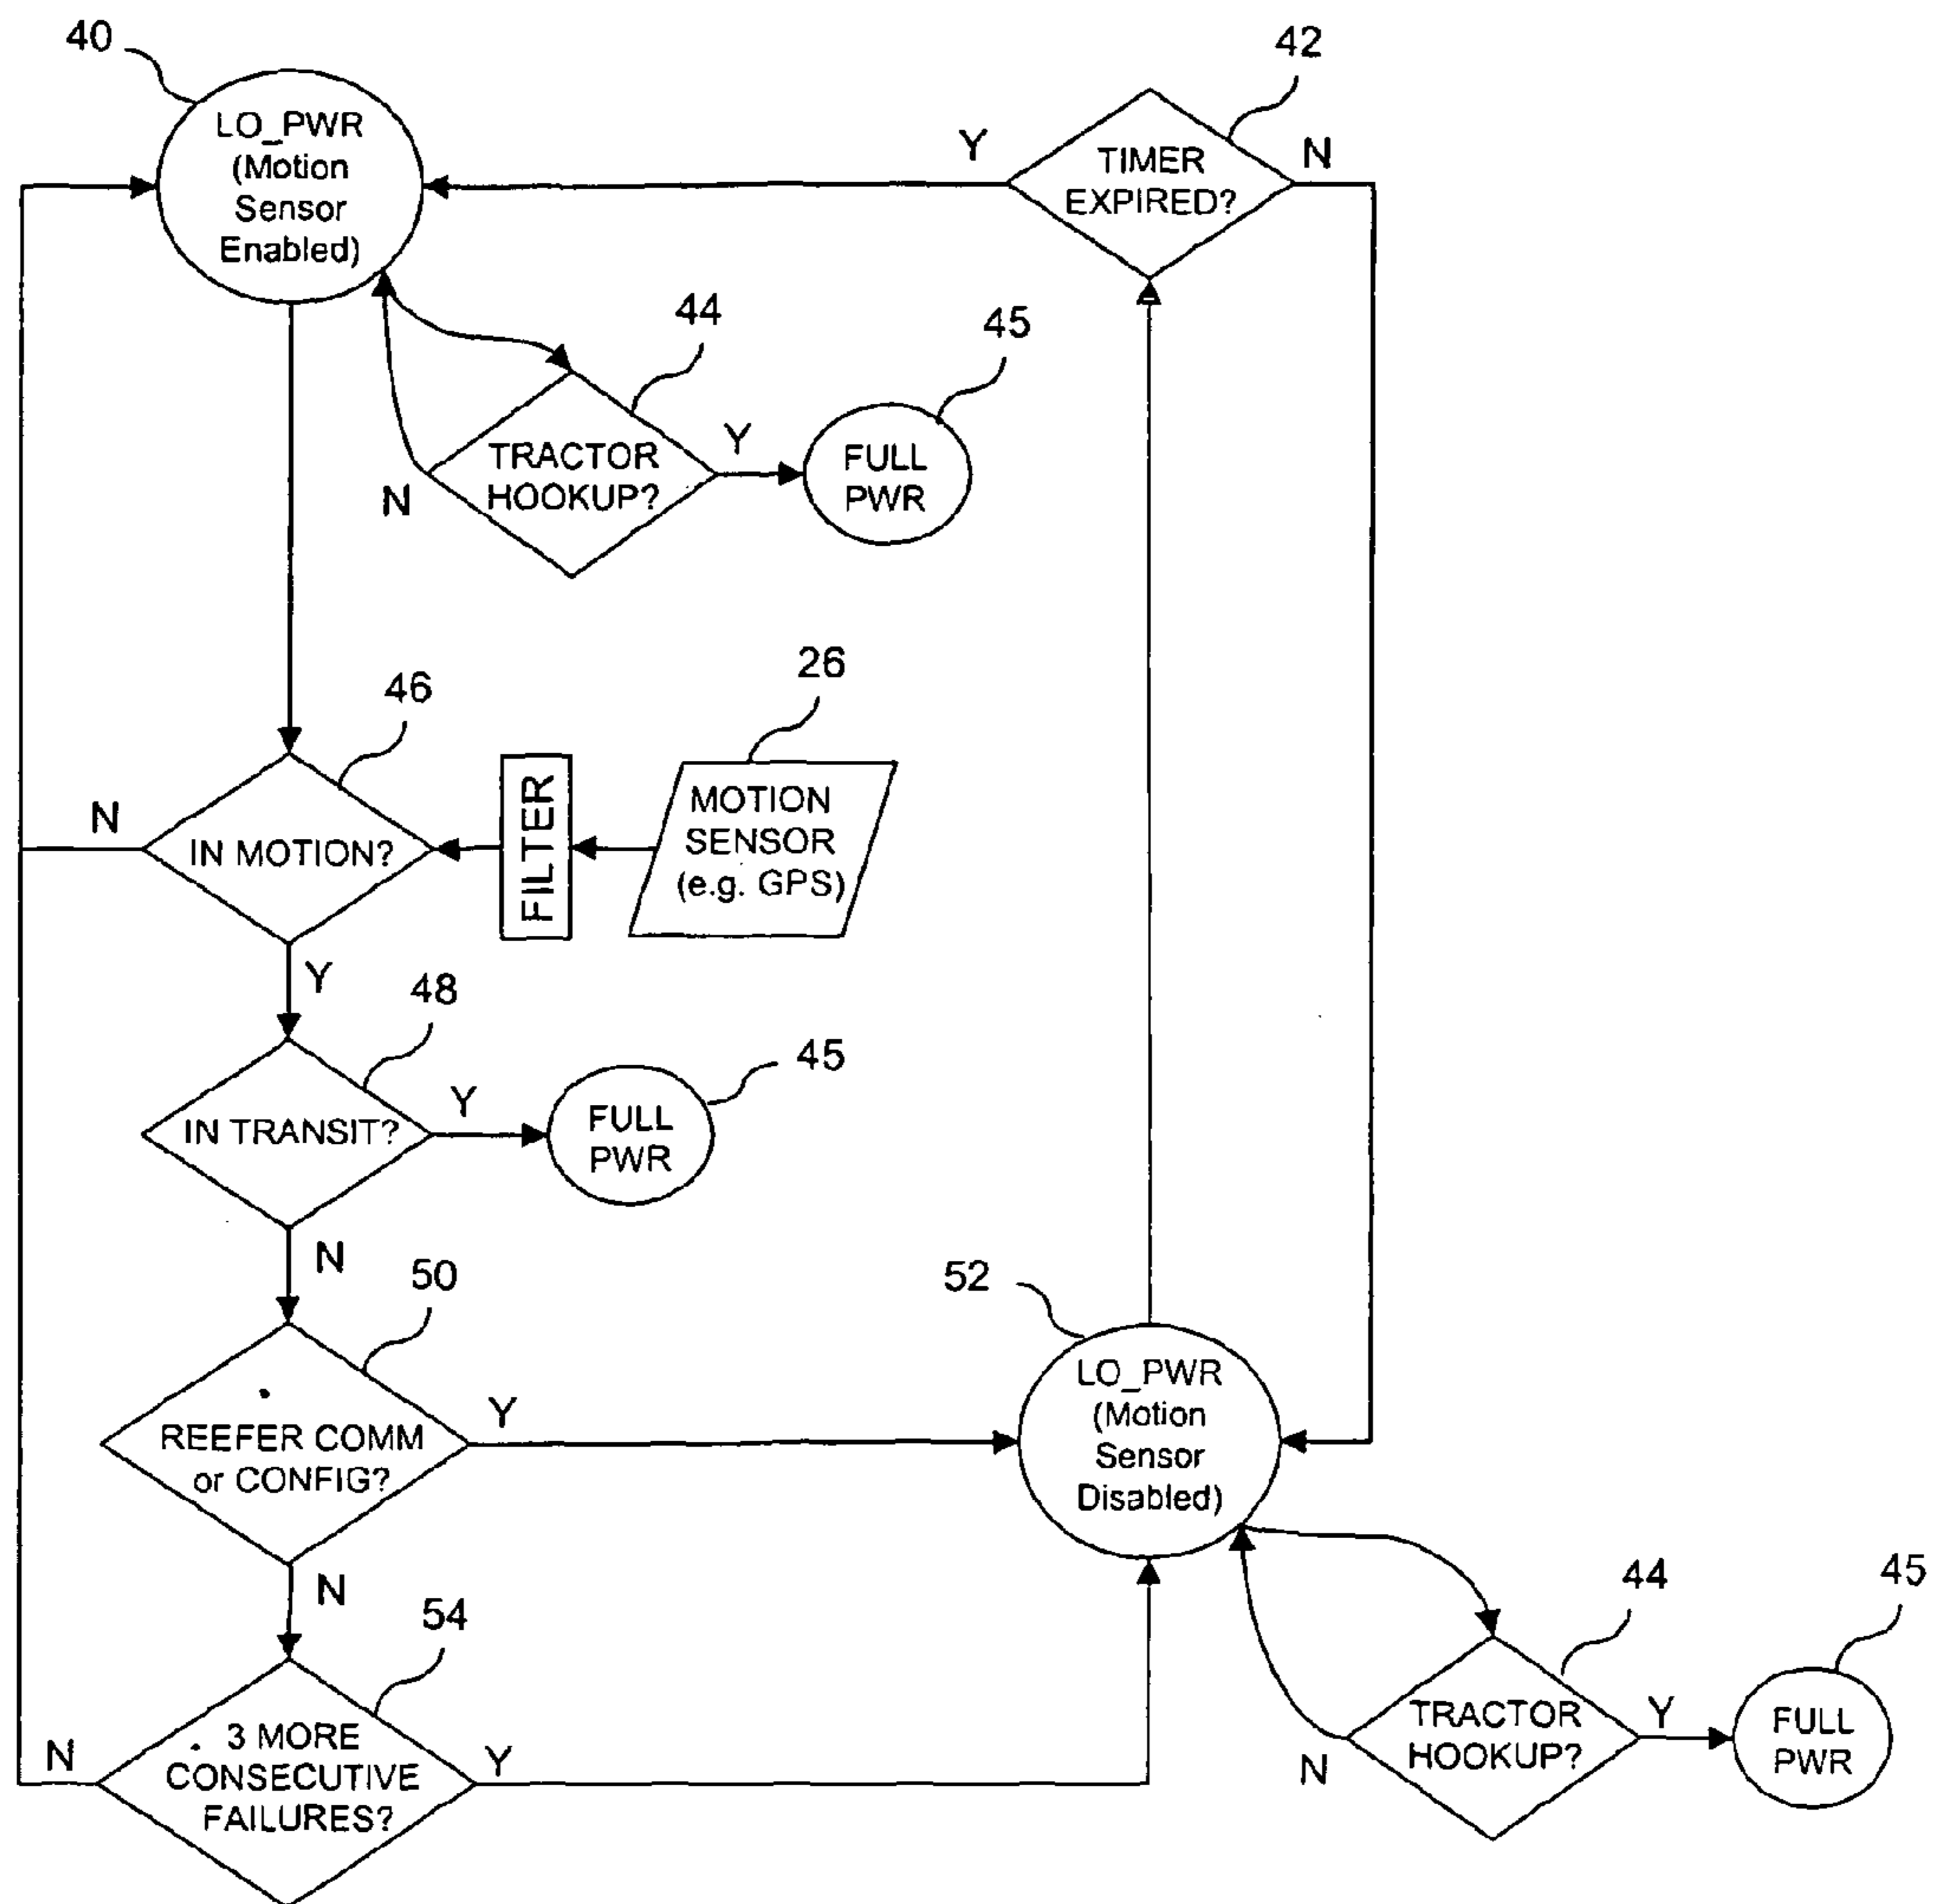 40
LO_PWR
(Motion
Sensor
Enabled)
42
TIMER
EXPIRED?
Y
N
44
TRACTOR
HOOKUP?
N
Y
45
FULL
PWR
46
IN MOTION?
N
Y
FILTER
26
MOTION
SENSOR
(e.g. GPS)
48
IN TRANSIT?
Y
N
45
FULL
PWR
50
REEFER COMM
or CONFIG?
Y
N
52
LO_PWR
(Motion
Sensor
Disabled)
54
3 MORE
CONSECUTIVE
FAILURES?
N
Y
44
TRACTOR
HOOKUP?
N
Y
45
FULL
PWR